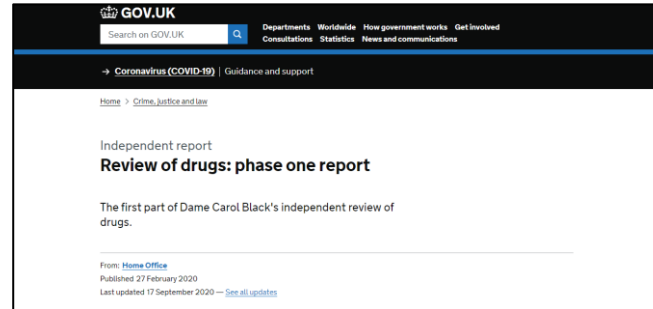 GOV.UK
Search on GOV.UK
Departments Worldwide How government works Get involved
Consultations Statistics News and communications
→ Coronavirus (COVID-19) | Guidance and support
Home > Crime, justice and law
Independent report
Review of drugs: phase one report
The first part of Dame Carol Black's independent review of
drugs.
From: Home Office
Published 27 February 2020
Last updated 17 September 2020 — See all updates